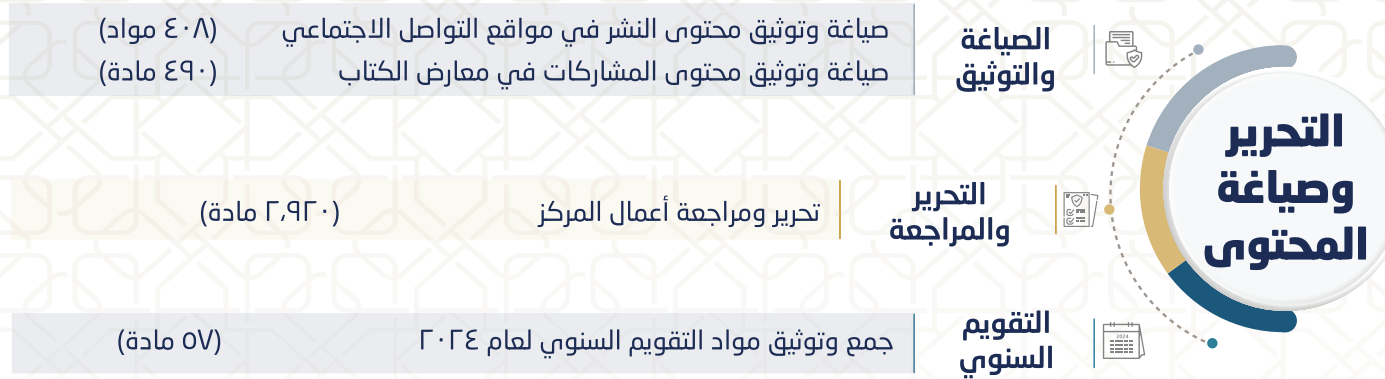 التحرير
وصياغة
المحتوى
الصياغة
والتوثيق
صياغة وتوثيق محتوى النشر في مواقع التواصل الاجتماعي (٤٠٨ مواد)
صياغة وتوثيق محتوى المشاركات في معارض الكتاب (٤٩٠ مادة)
التحرير
والمراجعة
تحرير ومراجعة أعمال المركز (٢،٩٢٠ مادة)
التقويم
السنوي
2024
جمع وتوثيق مواد التقويم السنوي لعام ٢٠٢٤ (٥٧ مادة)